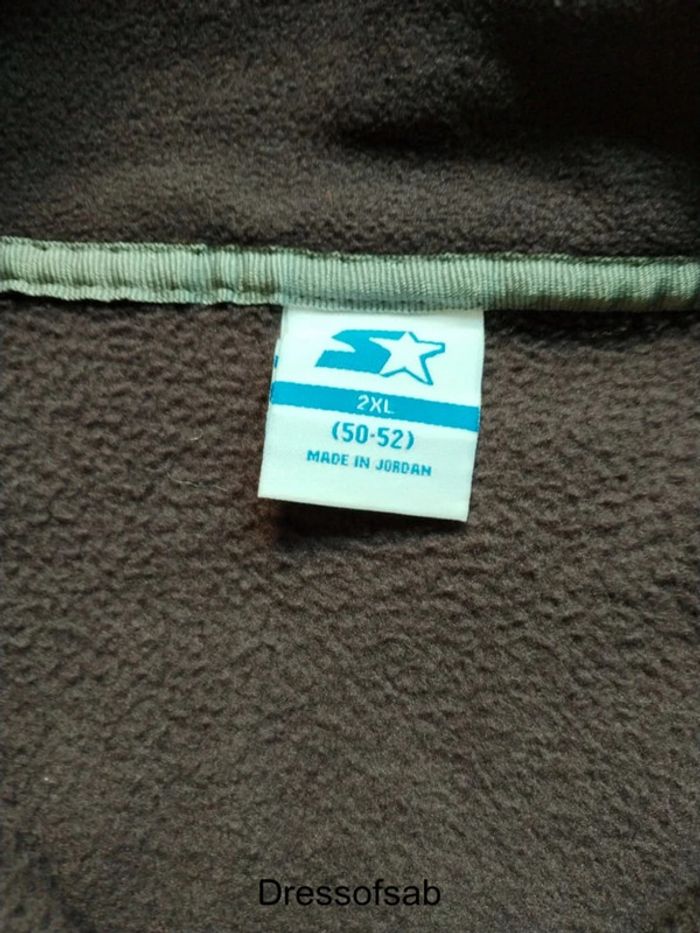 2XL
(50-52)
MADE IN JORDAN
Dressofsab